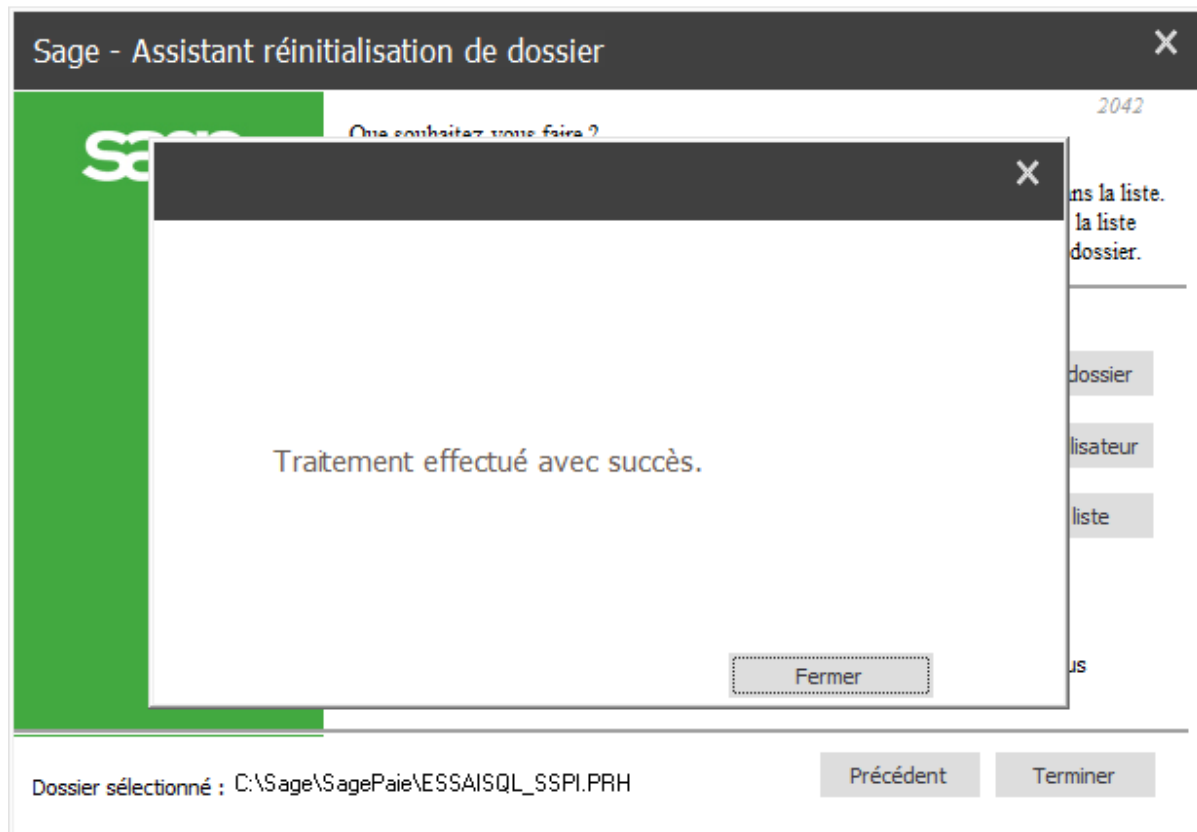 Sage - Assistant réinitialisation de dossier
2042
Que souhaitez-vous faire ?
ns la liste.
la liste
dossier.
dossier
Traitement effectué avec succès.
lisateur
liste
Fermer
us
Dossier sélectionné : C:\Sage\SagePaie\ESSAISQL_SSPI.PRH
Précédent
Terminer